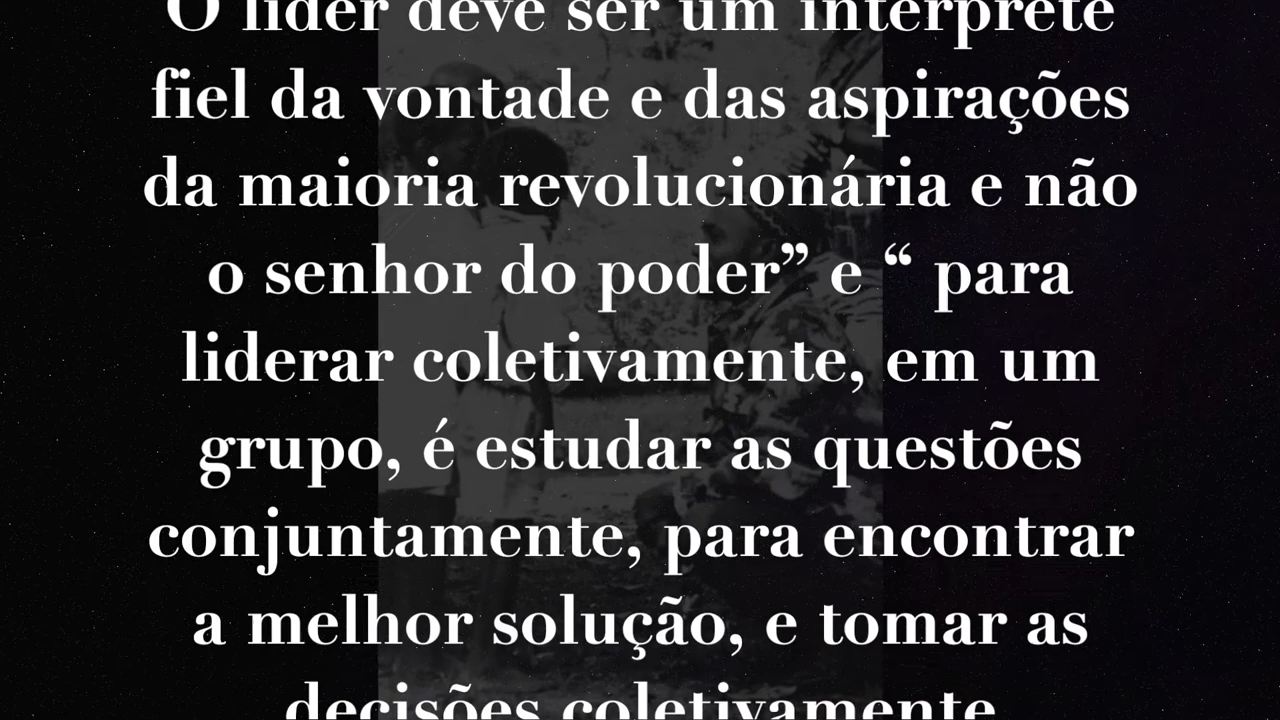 O líder deve ser um intérprete
fiel da vontade e das aspirações
da maioria revolucionária e não
o senhor do poder” e “ para
liderar coletivamente, em um
grupo, é estudar as questões
conjuntamente, para encontrar
a melhor solução, e tomar as
decisões coletivamente